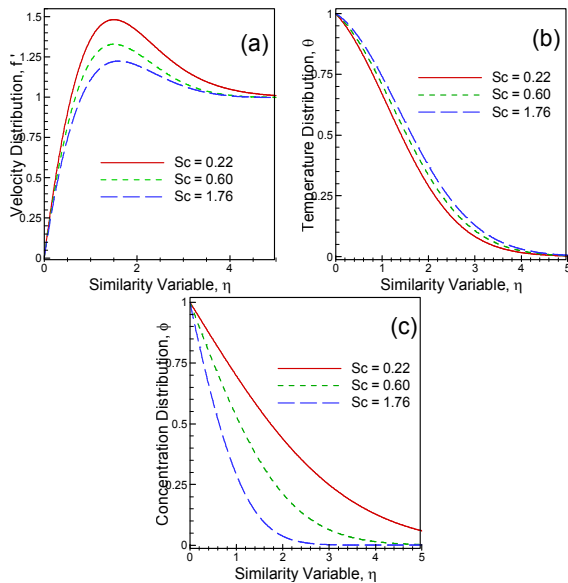 (a)
Velocity Distribution, f '
1.5
1.25
1
0.75
0.5
0.25
0
Sc = 0.22
Sc = 0.60
Sc = 1.76
0 2 4
Similarity Variable, η
(b)
Temperature Distribution, θ
1
0.75
0.5
0.25
0
Sc = 0.22
Sc = 0.60
Sc = 1.76
0 1 2 3 4 5
Similarity Variable, η
(c)
Concentration Distribution, ϕ
1
0.75
0.5
0.25
0
Sc = 0.22
Sc = 0.60
Sc = 1.76
0 1 2 3 4 5
Similarity Variable, η